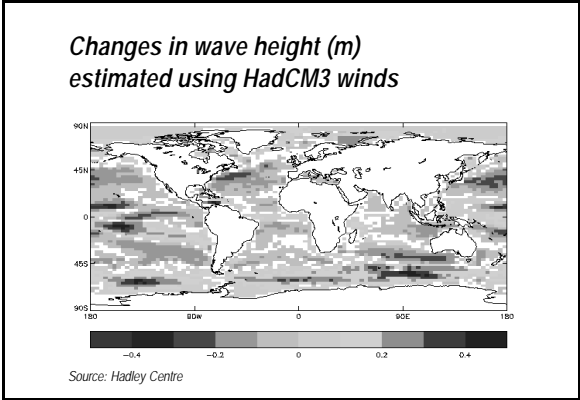 Changes in wave height (m)
estimated using HadCM3 winds
90N
45N
0
45S
90S
180 90W 0 90E 180
-0.4 -0.2 0 0.2 0.4
Source: Hadley Centre